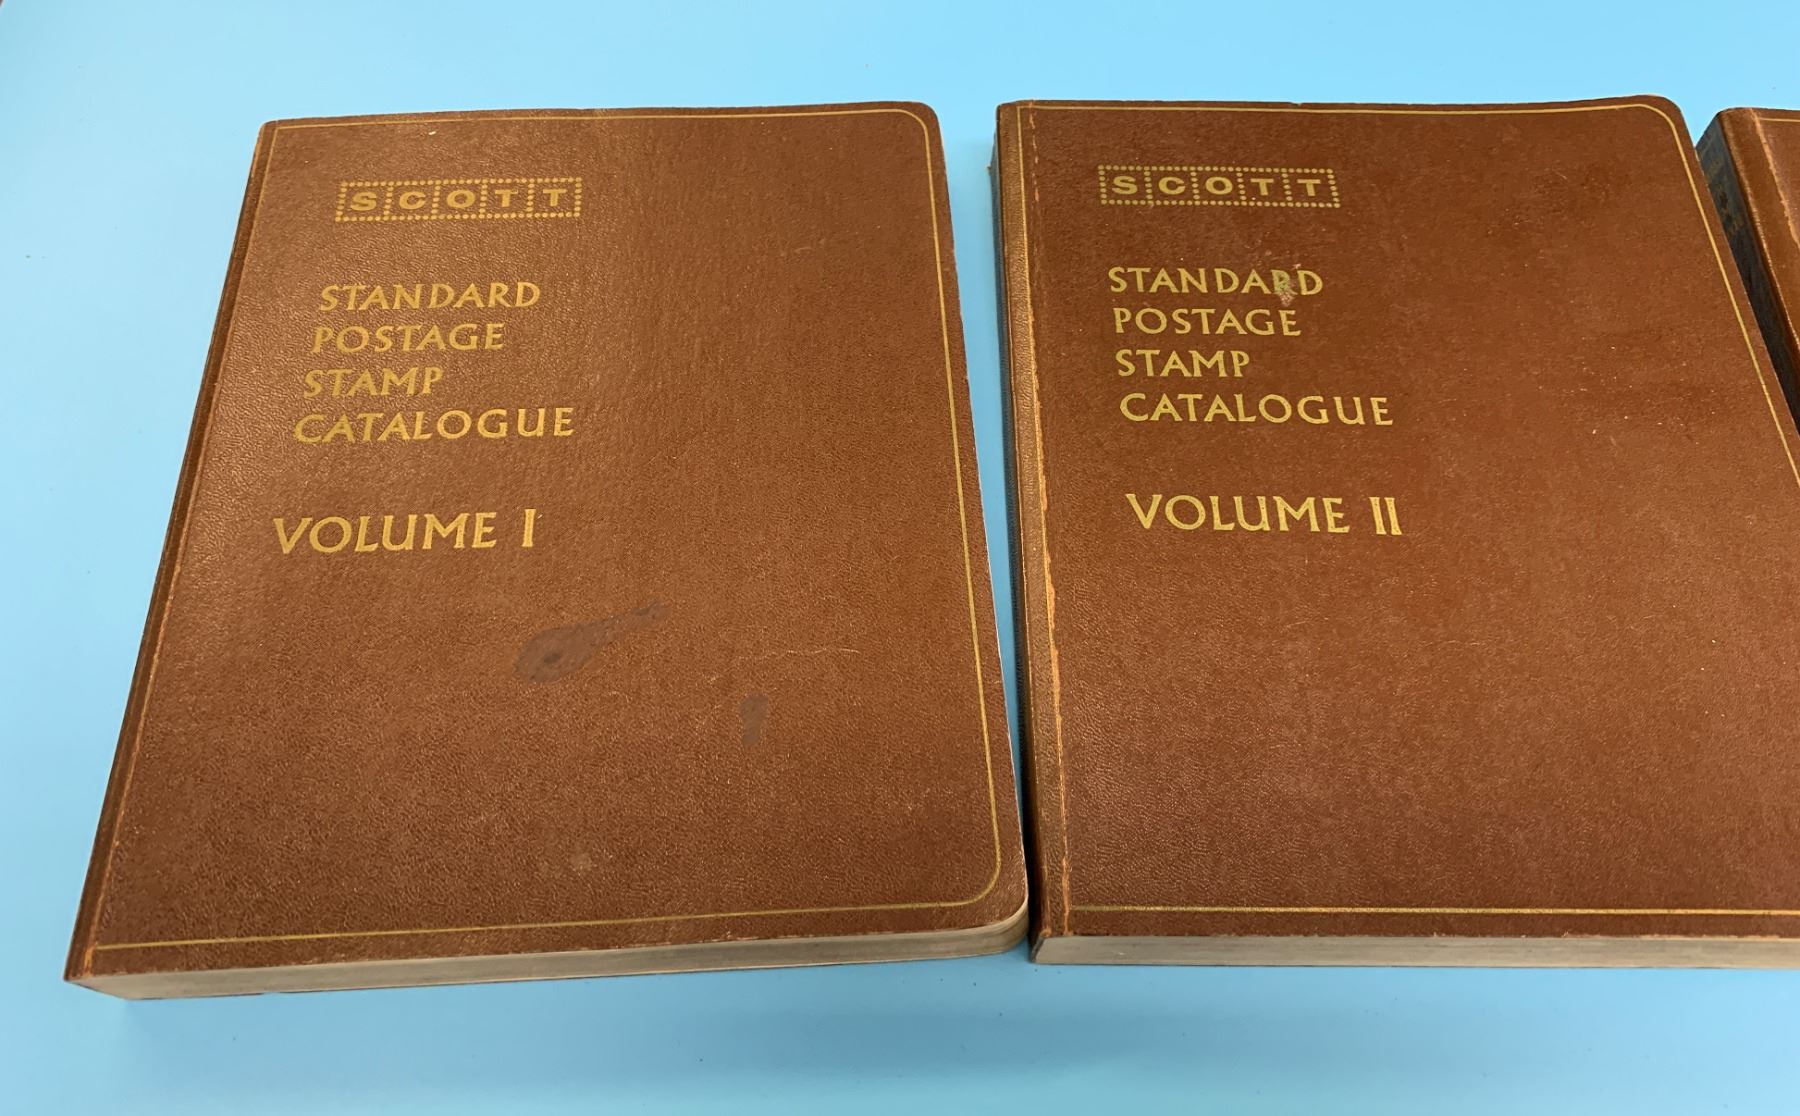 SCOTT
STANDARD
POSTAGE
STAMP
CATALOGUE
VOLUME I
SCOTT
STANDARD
POSTAGE
STAMP
CATALOGUE
VOLUME II